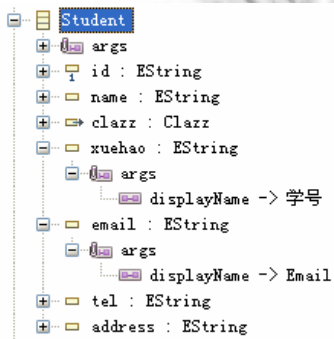 Student
args
id : EString
name : EString
clazz : Clazz
xuehao : EString
args
displayName -> 学号
email : EString
args
displayName -> Email
tel : EString
address : EString